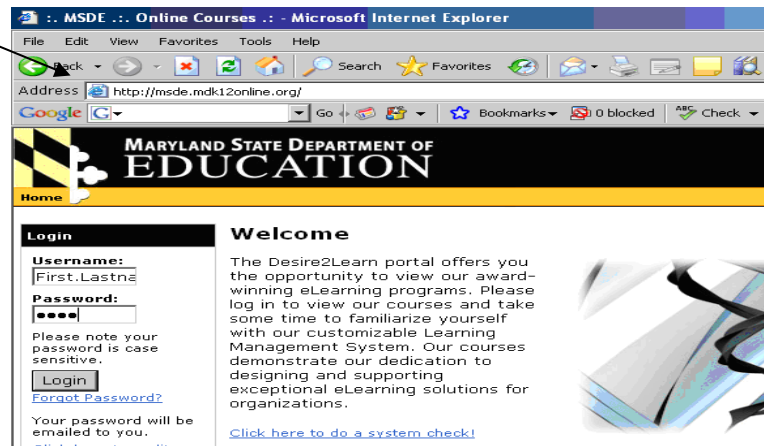 :. MSDE .:. Online Courses .: - Microsoft Internet Explorer
File Edit View Favorites Tools Help
Back Search Favorites
Address http://msde.mdk12online.org/
Google G Go Bookmarks 0 blocked ABC Check
MARYLAND STATE DEPARTMENT OF
EDUCATION
Home
Login
Username:
First.Lastna
Password:
Please note your
password is case
sensitive.
Login
Forgot Password?
Your password will be
emailed to you.
Welcome
The Desire2Learn portal offers you
the opportunity to view our award-
winning eLearning programs. Please
log in to view our courses and take
some time to familiarize yourself
with our customizable Learning
Management System. Our courses
demonstrate our dedication to
designing and supporting
exceptional eLearning solutions for
organizations.
Click here to do a system check!